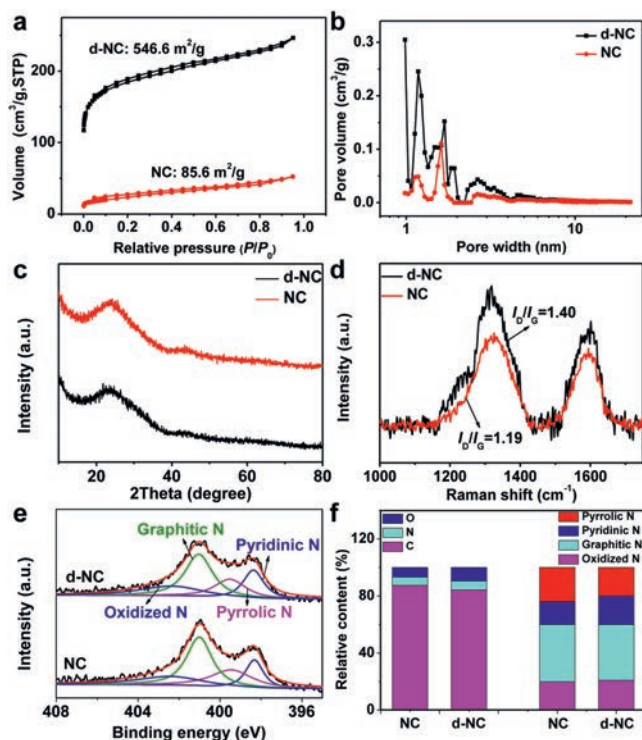 a
d-NC: 546.6 m²/g
NC: 85.6 m²/g
Volume (cm³/g,STP)
200
100
0
0.0 0.2 0.4 0.6 0.8 1.0
Relative pressure (P/P₀)
b
d-NC
NC
Pore volume (cm³/g)
0.3
0.2
0.1
0.0
1 10
Pore width (nm)
c
d-NC
NC
Intensity (a.u.)
20 40 60 80
2Theta (degree)
d
d-NC
NC
I_D/I_G=1.40
I_D/I_G=1.19
Intensity (a.u.)
1000 1200 1400 1600
Raman shift (cm⁻¹)
e
Graphitic N
Pyridinic N
d-NC
Oxidized N
Pyrrolic N
NC
Intensity (a.u.)
408 404 400 396
Binding energy (eV)
f
O
N
C
Pyrrolic N
Pyridinic N
Graphitic N
Oxidized N
Relative content (%)
120
80
40
0
NC d-NC NC d-NC